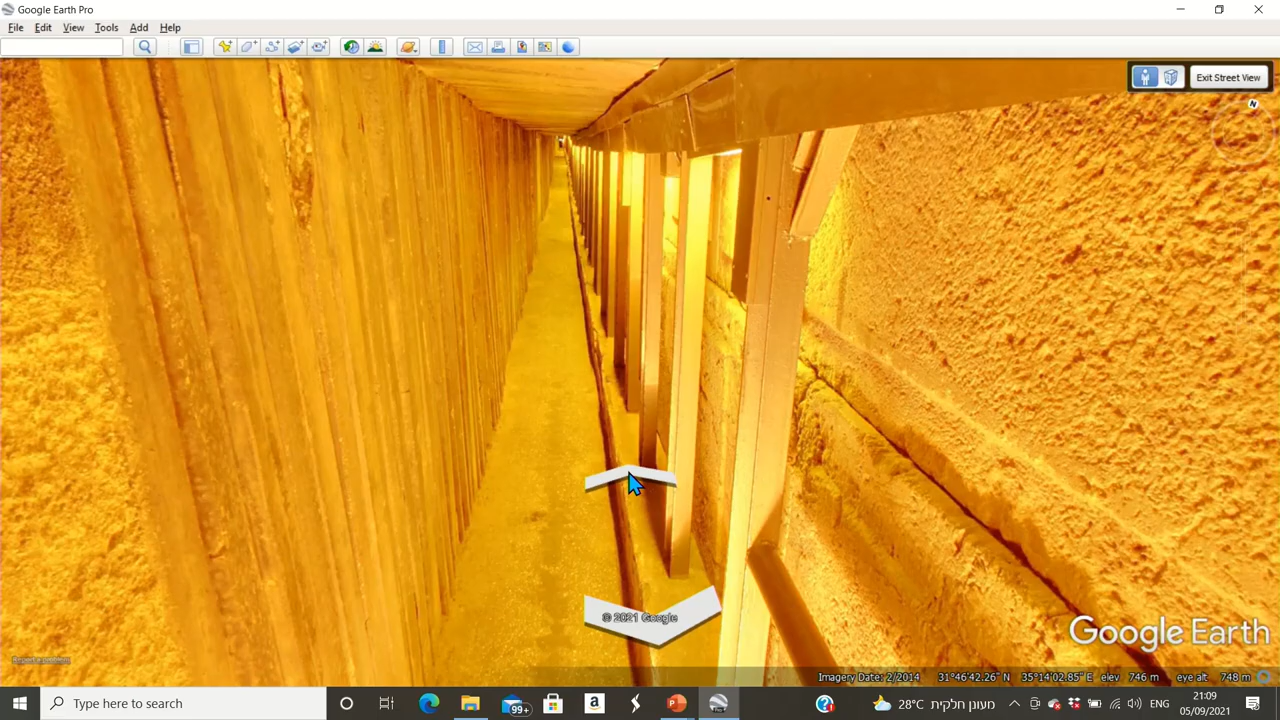 Google Earth Pro
File Edit View Tools Add Help
Exit Street View
N
© 2021 Google
Google Earth
Report a problem
Imagery Date: 2/2014 31°46'42.26" N 35°14'02.85" E elev 746 m eye alt 748 m
Type here to search
99+
28°C מעונן חלקית
ENG
21:09
05/09/2021